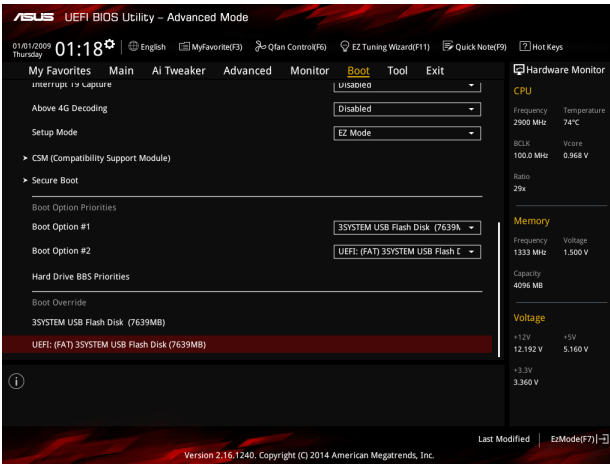 ASUS UEFI BIOS Utility – Advanced Mode
01/01/2009 Thursday 01:18 English MyFavorite(F3) Qfan Control(F6) EZ Tuning Wizard(F11) Quick Note(F9) ? Hot Keys
My Favorites Main Ai Tweaker Advanced Monitor Boot Tool Exit
Interrupt 19 Capture Disabled
Above 4G Decoding Disabled
Setup Mode EZ Mode
CSM (Compatibility Support Module)
Secure Boot
Boot Option Priorities
Boot Option #1 3SYSTEM USB Flash Disk (7639M
Boot Option #2 UEFI: (FAT) 3SYSTEM USB Flash D
Hard Drive BBS Priorities
Boot Override
3SYSTEM USB Flash Disk (7639MB)
UEFI: (FAT) 3SYSTEM USB Flash Disk (7639MB)
Hardware Monitor
CPU
Frequency Temperature
2900 MHz 74°C
BCLK Vcore
100.0 MHz 0.968 V
Ratio
29x
Memory
Frequency Voltage
1333 MHz 1.500 V
Capacity
4096 MB
Voltage
+12V +5V
12.192 V 5.160 V
+3.3V
3.360 V
Last Modified EzMode(F7)
Version 2.16.1240. Copyright (C) 2014 American Megatrends, Inc.